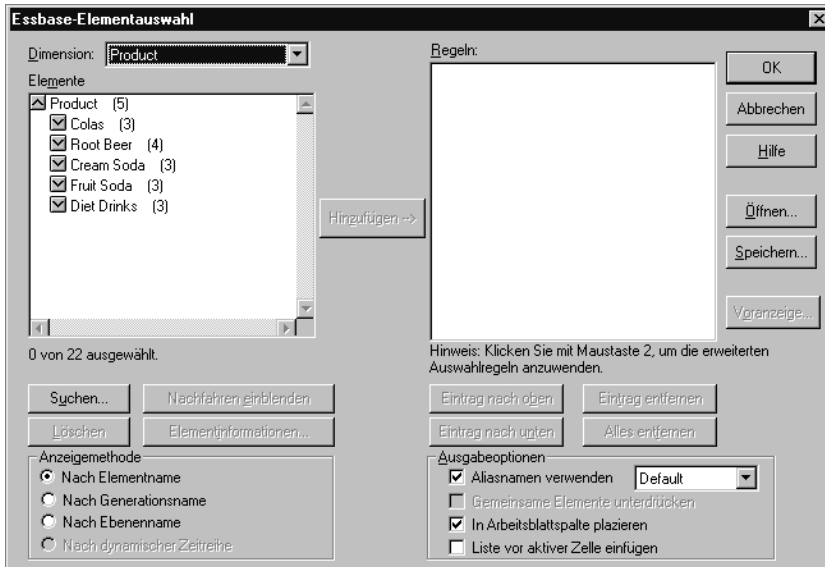 Essbase-Elementauswahl
Dimension: Product
Elemente
Product (5)
Colas (3)
Root Beer (4)
Cream Soda (3)
Fruit Soda (3)
Diet Drinks (3)
0 von 22 ausgewählt.
Hinzufügen -->
Regeln:
Hinweis: Klicken Sie mit Maustaste 2, um die erweiterten
Auswahlregeln anzuwenden.
OK
Abbrechen
Hilfe
Öffnen...
Speichern...
Voranzeige...
Suchen...
Nachfahren einblenden
Löschen
Elementinformationen...
Eintrag nach oben
Eintrag entfernen
Eintrag nach unten
Alles entfernen
Anzeigemethode
Nach Elementname
Nach Generationsname
Nach Ebenenname
Nach dynamischer Zeitreihe
Ausgabeoptionen
Aliasnamen verwenden Default
Gemeinsame Elemente unterdrücken
In Arbeitsblattspalte plazieren
Liste vor aktiver Zelle einfügen